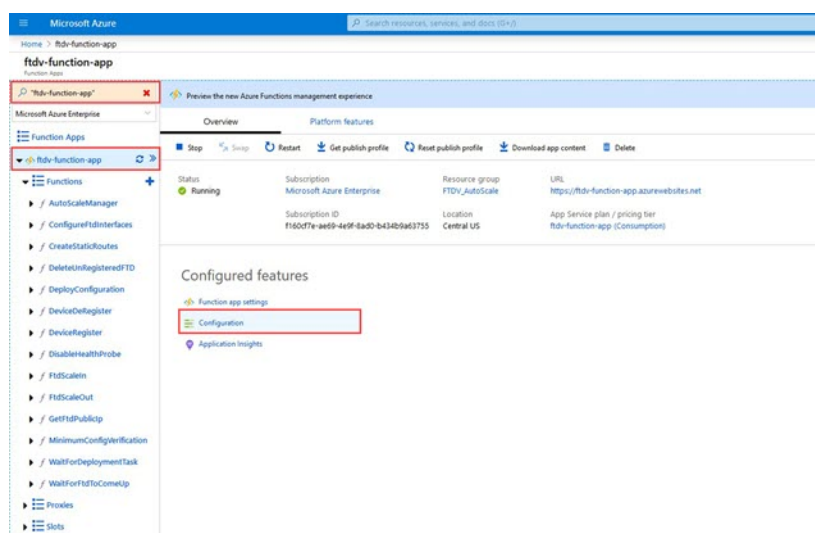 Microsoft Azure
Search resources, services, and docs (G+/)
Home > ftdv-function-app
ftdv-function-app
Function Apps
"ftdv-function-app"
Preview the new Azure Functions management experience
Microsoft Azure Enterprise
Overview
Platform features
Function Apps
Stop
Swap
Restart
Get publish profile
Reset publish profile
Download app content
Delete
ftdv-function-app
Functions
Status
Running
Subscription
Microsoft Azure Enterprise
Resource group
FTDV_AutoScale
URL
https://ftdv-function-app.azurewebsites.net
Subscription ID
f160cf7e-ae69-4e9f-8ad0-b434b9a63755
Location
Central US
App Service plan / pricing tier
ftdv-function-app (Consumption)
AutoScaleManager
ConfigureFtdInterfaces
CreateStaticRoutes
DeleteUnRegisteredFTD
DeployConfiguration
DeviceDeRegister
DeviceRegister
DisableHealthProbe
FtdScaleIn
FtdScaleOut
GetFtdPublicIp
MinimumConfigVerification
WaitForDeploymentTask
WaitForFtdToComeUp
Proxies
Slots
Configured features
Function app settings
Configuration
Application Insights